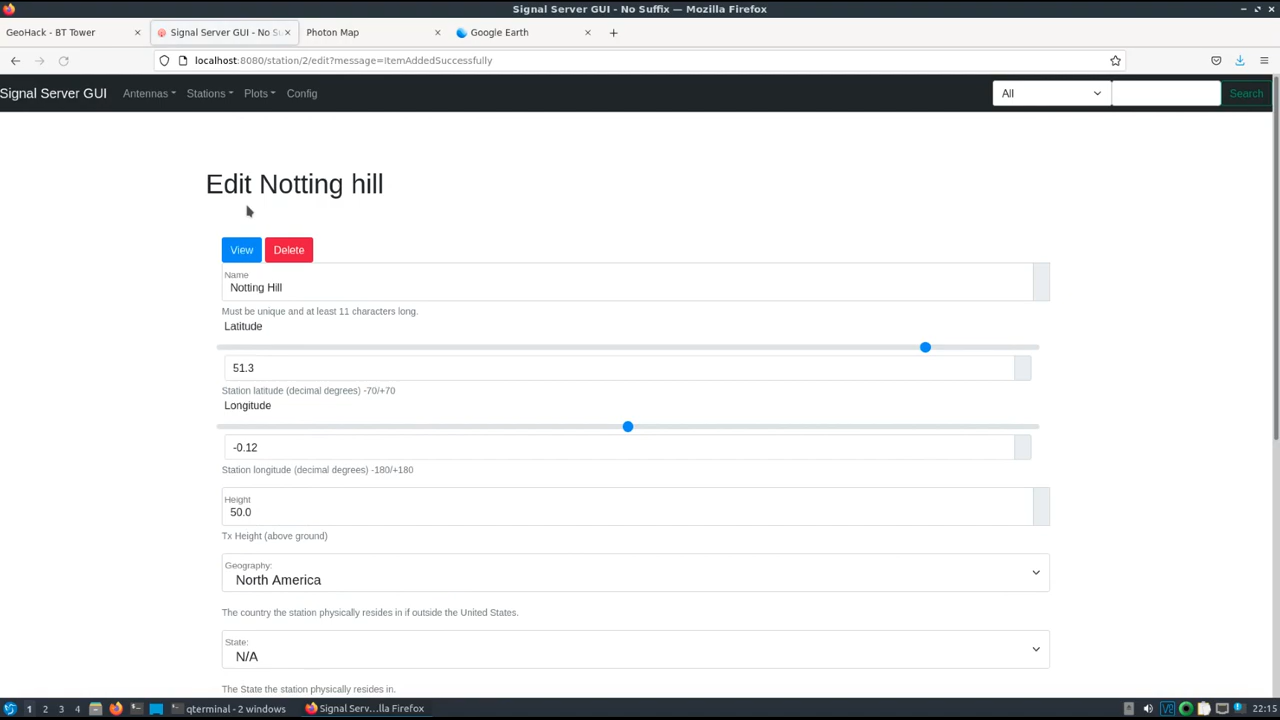 Signal Server GUI - No Suffix — Mozilla Firefox
GeoHack - BT Tower
Signal Server GUI - No Su
Photon Map
Google Earth
localhost:8080/station/2/edit?message=ItemAddedSuccessfully
Signal Server GUI
Antennas
Stations
Plots
Config
All
Search
Edit Notting hill
View
Delete
Name
Notting Hill
Must be unique and at least 11 characters long.
Latitude
51.3
Station latitude (decimal degrees) -70/+70
Longitude
-0.12
Station longitude (decimal degrees) -180/+180
Height
50.0
Tx Height (above ground)
Geography:
North America
The country the station physically resides in if outside the United States.
State:
N/A
The State the station physically resides in.
1 2 3 4
qterminal - 2 windows
Signal Serv…lla Firefox
22:15